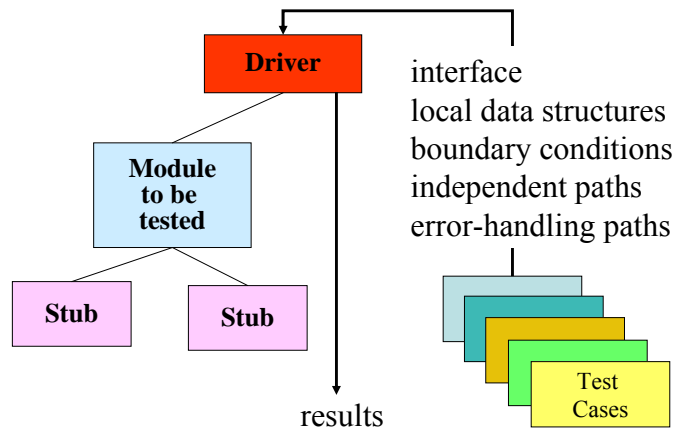 Driver
interface
local data structures
boundary conditions
independent paths
error-handling paths
Module
to be
tested
Stub
Stub
Test
Cases
results